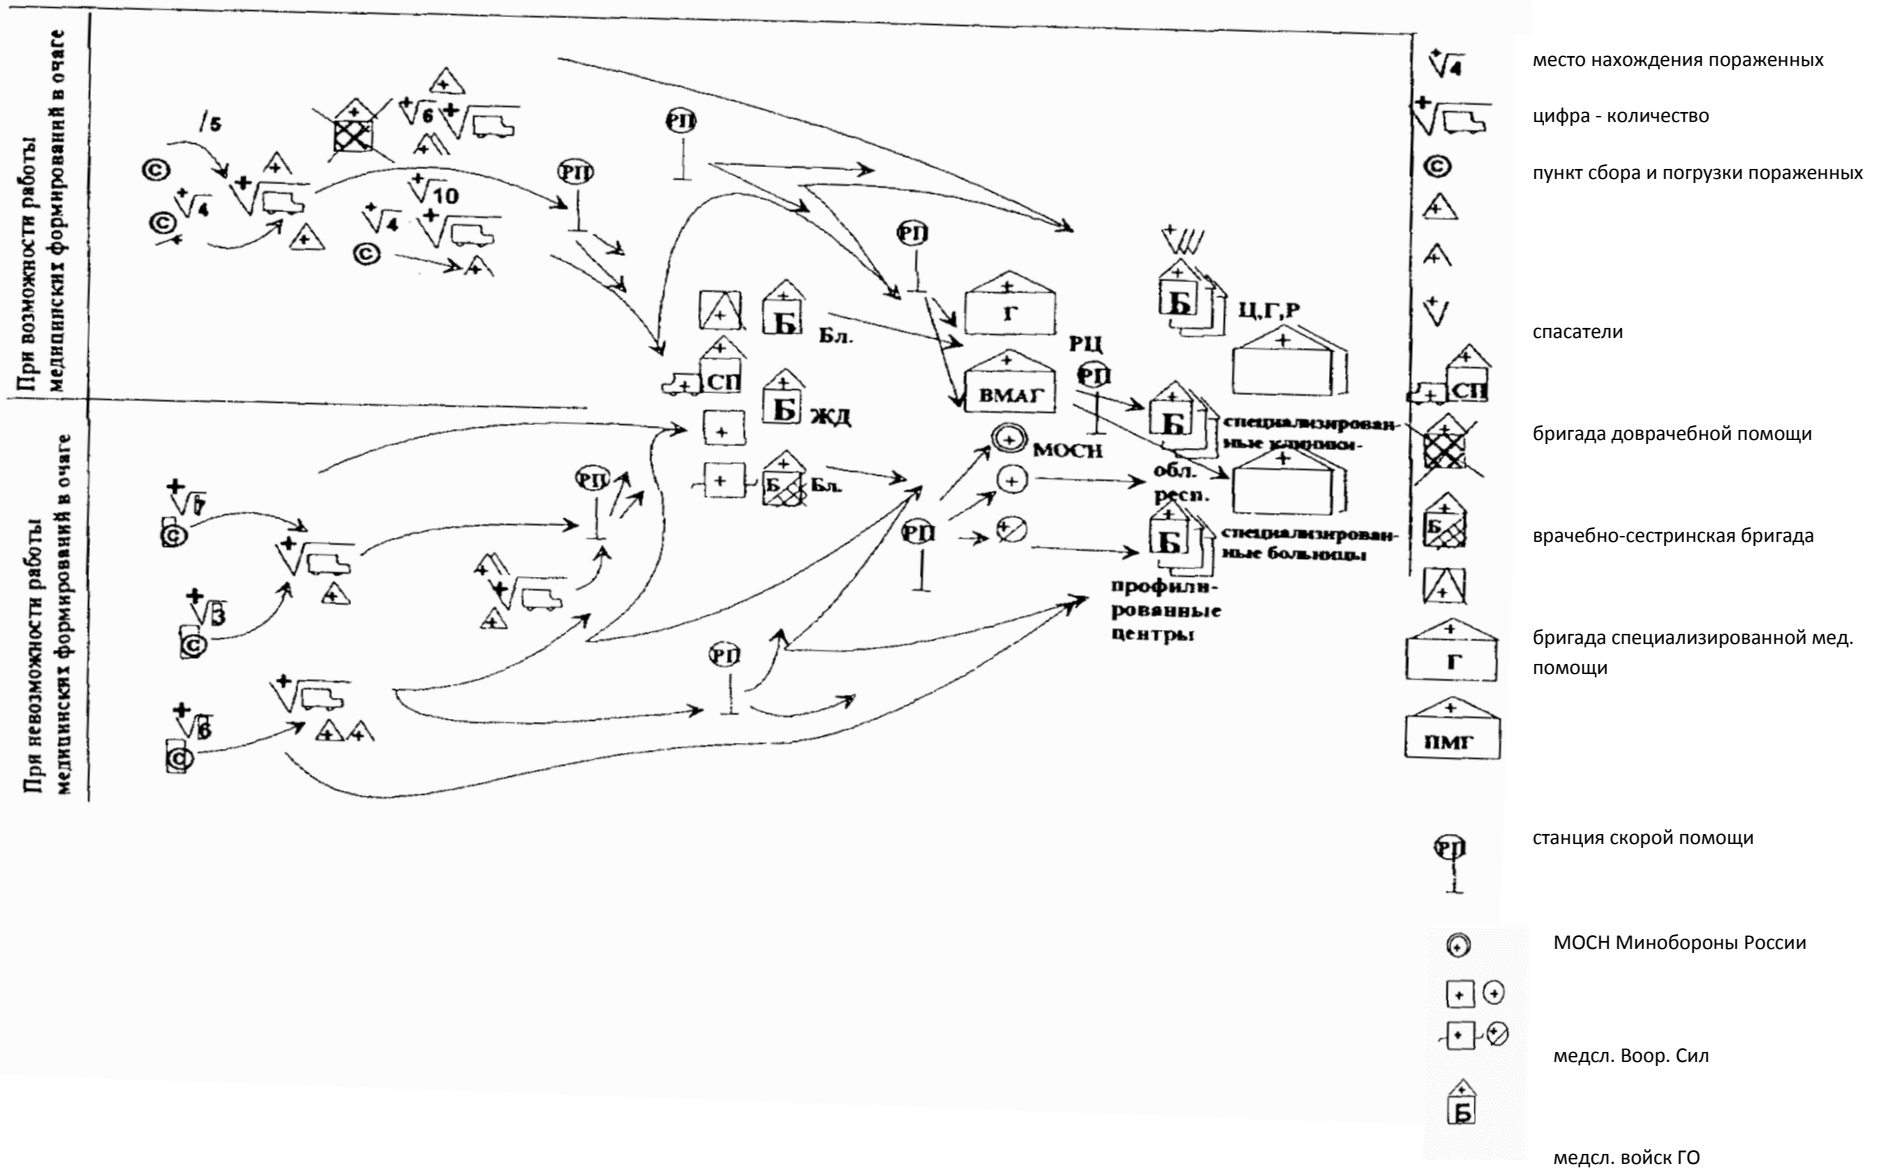 При возможности работы
медицинских формирований в очаге
/5
6
4
10
4
РП
РП
РП
Г
Б
Бл.
СП
Б
ЖД
ВМАГ
РЦ
РП
Б
Ц,Г,Р
Б
специализирован-
ные клиники-
МОСН
обл.
респ.
Б
специализирован-
ные больницы
профили-
рованные
центры
Б
Бл.
РП
Пря невозможности работы
медицинских формирований в очаге
С
С
С
7
С
3
С
6
С
РП
РП
4
место нахождения пораженных
цифра - количество
С
пункт сбора и погрузки пораженных
спасатели
СП
бригада доврачебной помощи
Б
врачебно-сестринская бригада
Г
бригада специализированной мед.
помощи
ПМГ
РП
станция скорой помощи
МОСН Минобороны России
медсл. Воор. Сил
Б
медсл. войск ГО